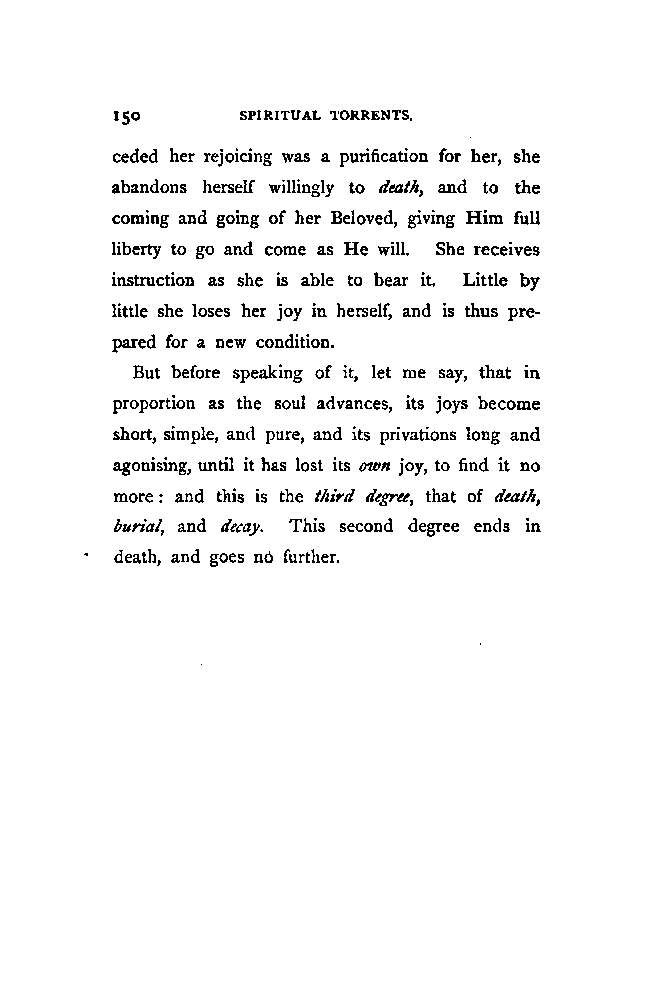 150 SPIRITUAL TORRENTS.
ceded her rejoicing was a purification for her, she
abandons herself willingly to death, and to the
coming and going of her Beloved, giving Him full
liberty to go and come as He will. She receives
instruction as she is able to bear it. Little by
little she loses her joy in herself, and is thus pre-
pared for a new condition.
But before speaking of it, let me say, that in
proportion as the soul advances, its joys become
short, simple, and pure, and its privations long and
agonising, until it has lost its own joy, to find it no
more : and this is the third degree, that of death,
burial, and decay. This second degree ends in
death, and goes no further.